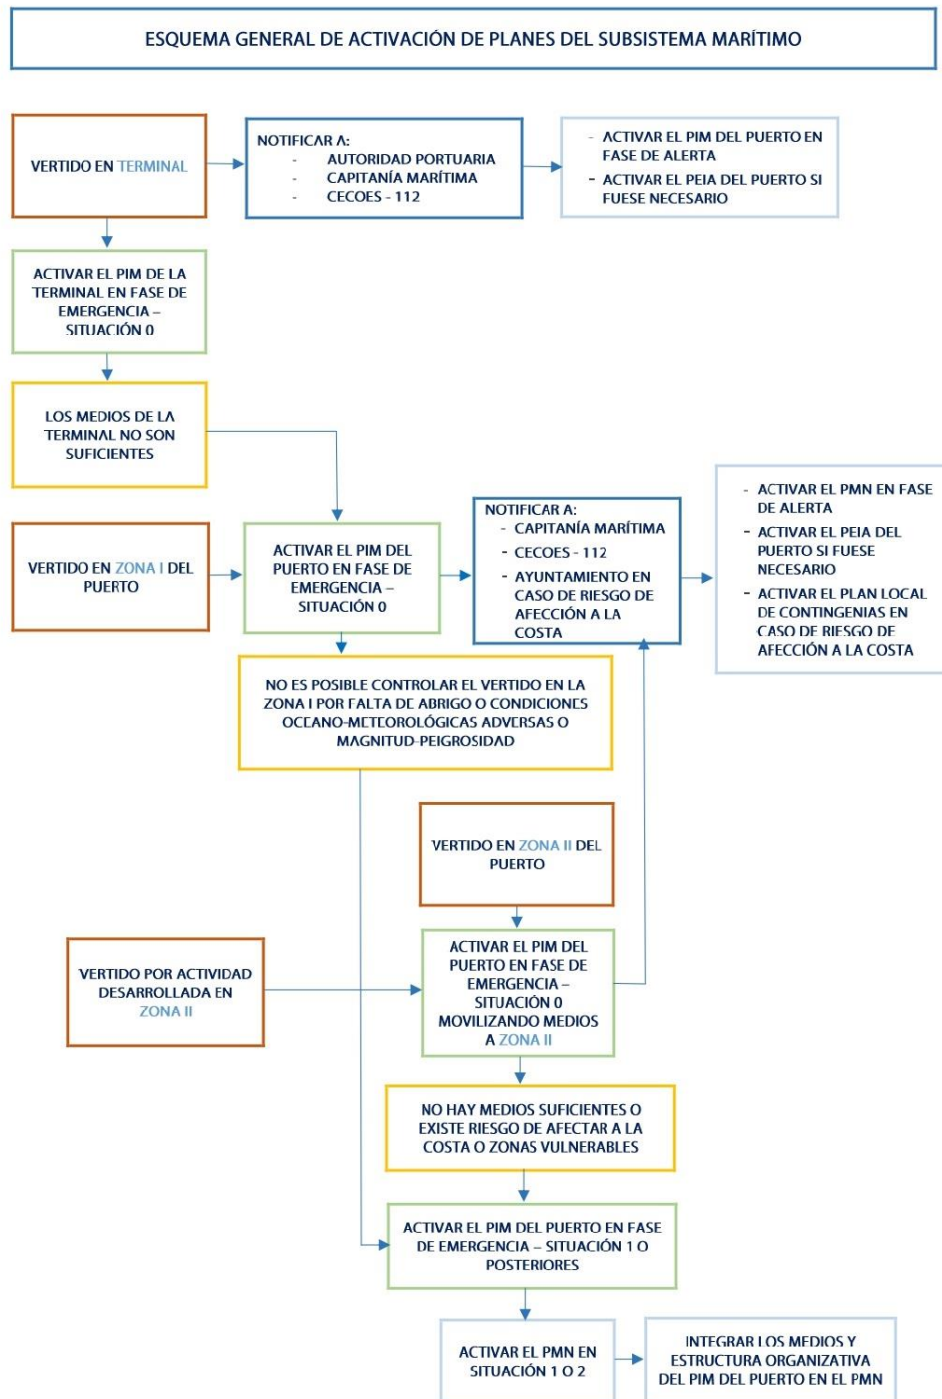 ESQUEMA GENERAL DE ACTIVACIÓN DE PLANES DEL SUBSISTEMA MARÍTIMO
VERTIDO EN TERMINAL
NOTIFICAR A:
- AUTORIDAD PORTUARIA
- CAPITANÍA MARÍTIMA
- CECOES - 112
- ACTIVAR EL PIM DEL PUERTO EN
FASE DE ALERTA
- ACTIVAR EL PEIA DEL PUERTO SI
FUESE NECESARIO
ACTIVAR EL PIM DE LA
TERMINAL EN FASE DE
EMERGENCIA –
SITUACIÓN 0
LOS MEDIOS DE LA
TERMINAL NO SON
SUFICIENTES
VERTIDO EN ZONA I DEL
PUERTO
ACTIVAR EL PIM DEL
PUERTO EN FASE DE
EMERGENCIA –
SITUACIÓN 0
NOTIFICAR A:
- CAPITANÍA MARÍTIMA
- CECOES - 112
- AYUNTAMIENTO EN
CASO DE RIESGO DE
AFECCIÓN A LA
COSTA
- ACTIVAR EL PMN EN FASE
DE ALERTA
- ACTIVAR EL PEIA DEL
PUERTO SI FUESE
NECESARIO
- ACTIVAR EL PLAN LOCAL
DE CONTINGENIAS EN
CASO DE RIESGO DE
AFECCIÓN A LA COSTA
NO ES POSIBLE CONTROLAR EL VERTIDO EN LA
ZONA I POR FALTA DE ABRIGO O CONDICIONES
OCEANO-METEOROLÓGICAS ADVERSAS O
MAGNITUD-PEIGROSIDAD
VERTIDO EN ZONA II DEL
PUERTO
VERTIDO POR ACTIVIDAD
DESARROLLADA EN
ZONA II
ACTIVAR EL PIM DEL
PUERTO EN FASE DE
EMERGENCIA –
SITUACIÓN 0
MOVILIZANDO MEDIOS
A ZONA II
NO HAY MEDIOS SUFICIENTES O
EXISTE RIESGO DE AFECTAR A LA
COSTA O ZONAS VULNERABLES
ACTIVAR EL PIM DEL PUERTO EN FASE
DE EMERGENCIA – SITUACIÓN 1 O
POSTERIORES
ACTIVAR EL PMN EN
SITUACIÓN 1 O 2
INTEGRAR LOS MEDIOS Y
ESTRUCTURA ORGANIZATIVA
DEL PIM DEL PUERTO EN EL PMN